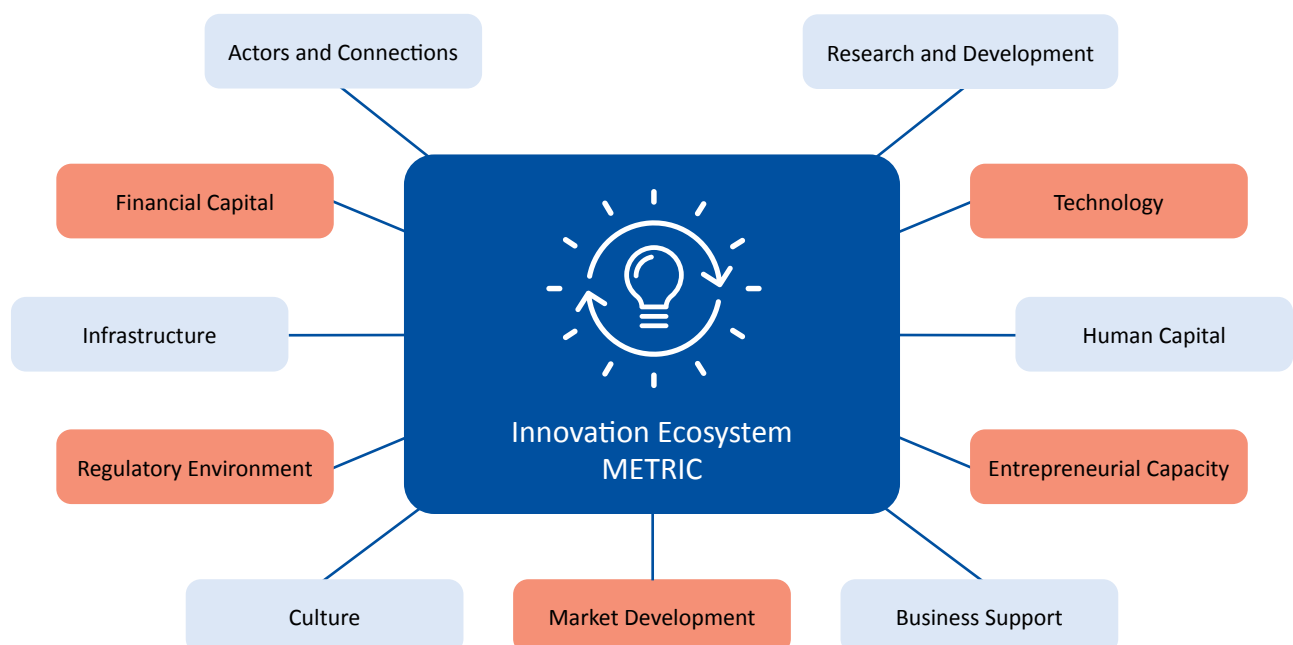 Actors and Connections
Research and Development
Financial Capital
Technology
Infrastructure
Human Capital
Innovation Ecosystem
METRIC
Regulatory Environment
Entrepreneurial Capacity
Culture
Market Development
Business Support